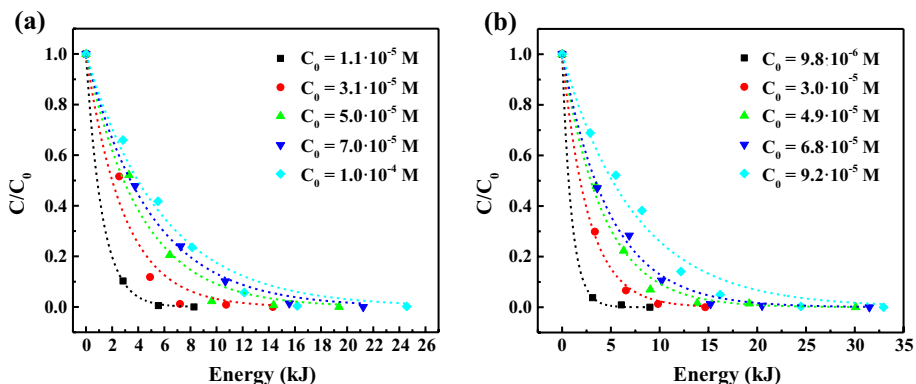 (a)
C/C₀
1.0
0.8
0.6
0.4
0.2
0.0
C₀ = 1.1·10⁻⁵ M
C₀ = 3.1·10⁻⁵ M
C₀ = 5.0·10⁻⁵ M
C₀ = 7.0·10⁻⁵ M
C₀ = 1.0·10⁻⁴ M
0 2 4 6 8 10 12 14 16 18 20 22 24 26
Energy (kJ)
(b)
C/C₀
1.0
0.8
0.6
0.4
0.2
0.0
C₀ = 9.8·10⁻⁶ M
C₀ = 3.0·10⁻⁵ M
C₀ = 4.9·10⁻⁵ M
C₀ = 6.8·10⁻⁵ M
C₀ = 9.2·10⁻⁵ M
0 5 10 15 20 25 30 35
Energy (kJ)